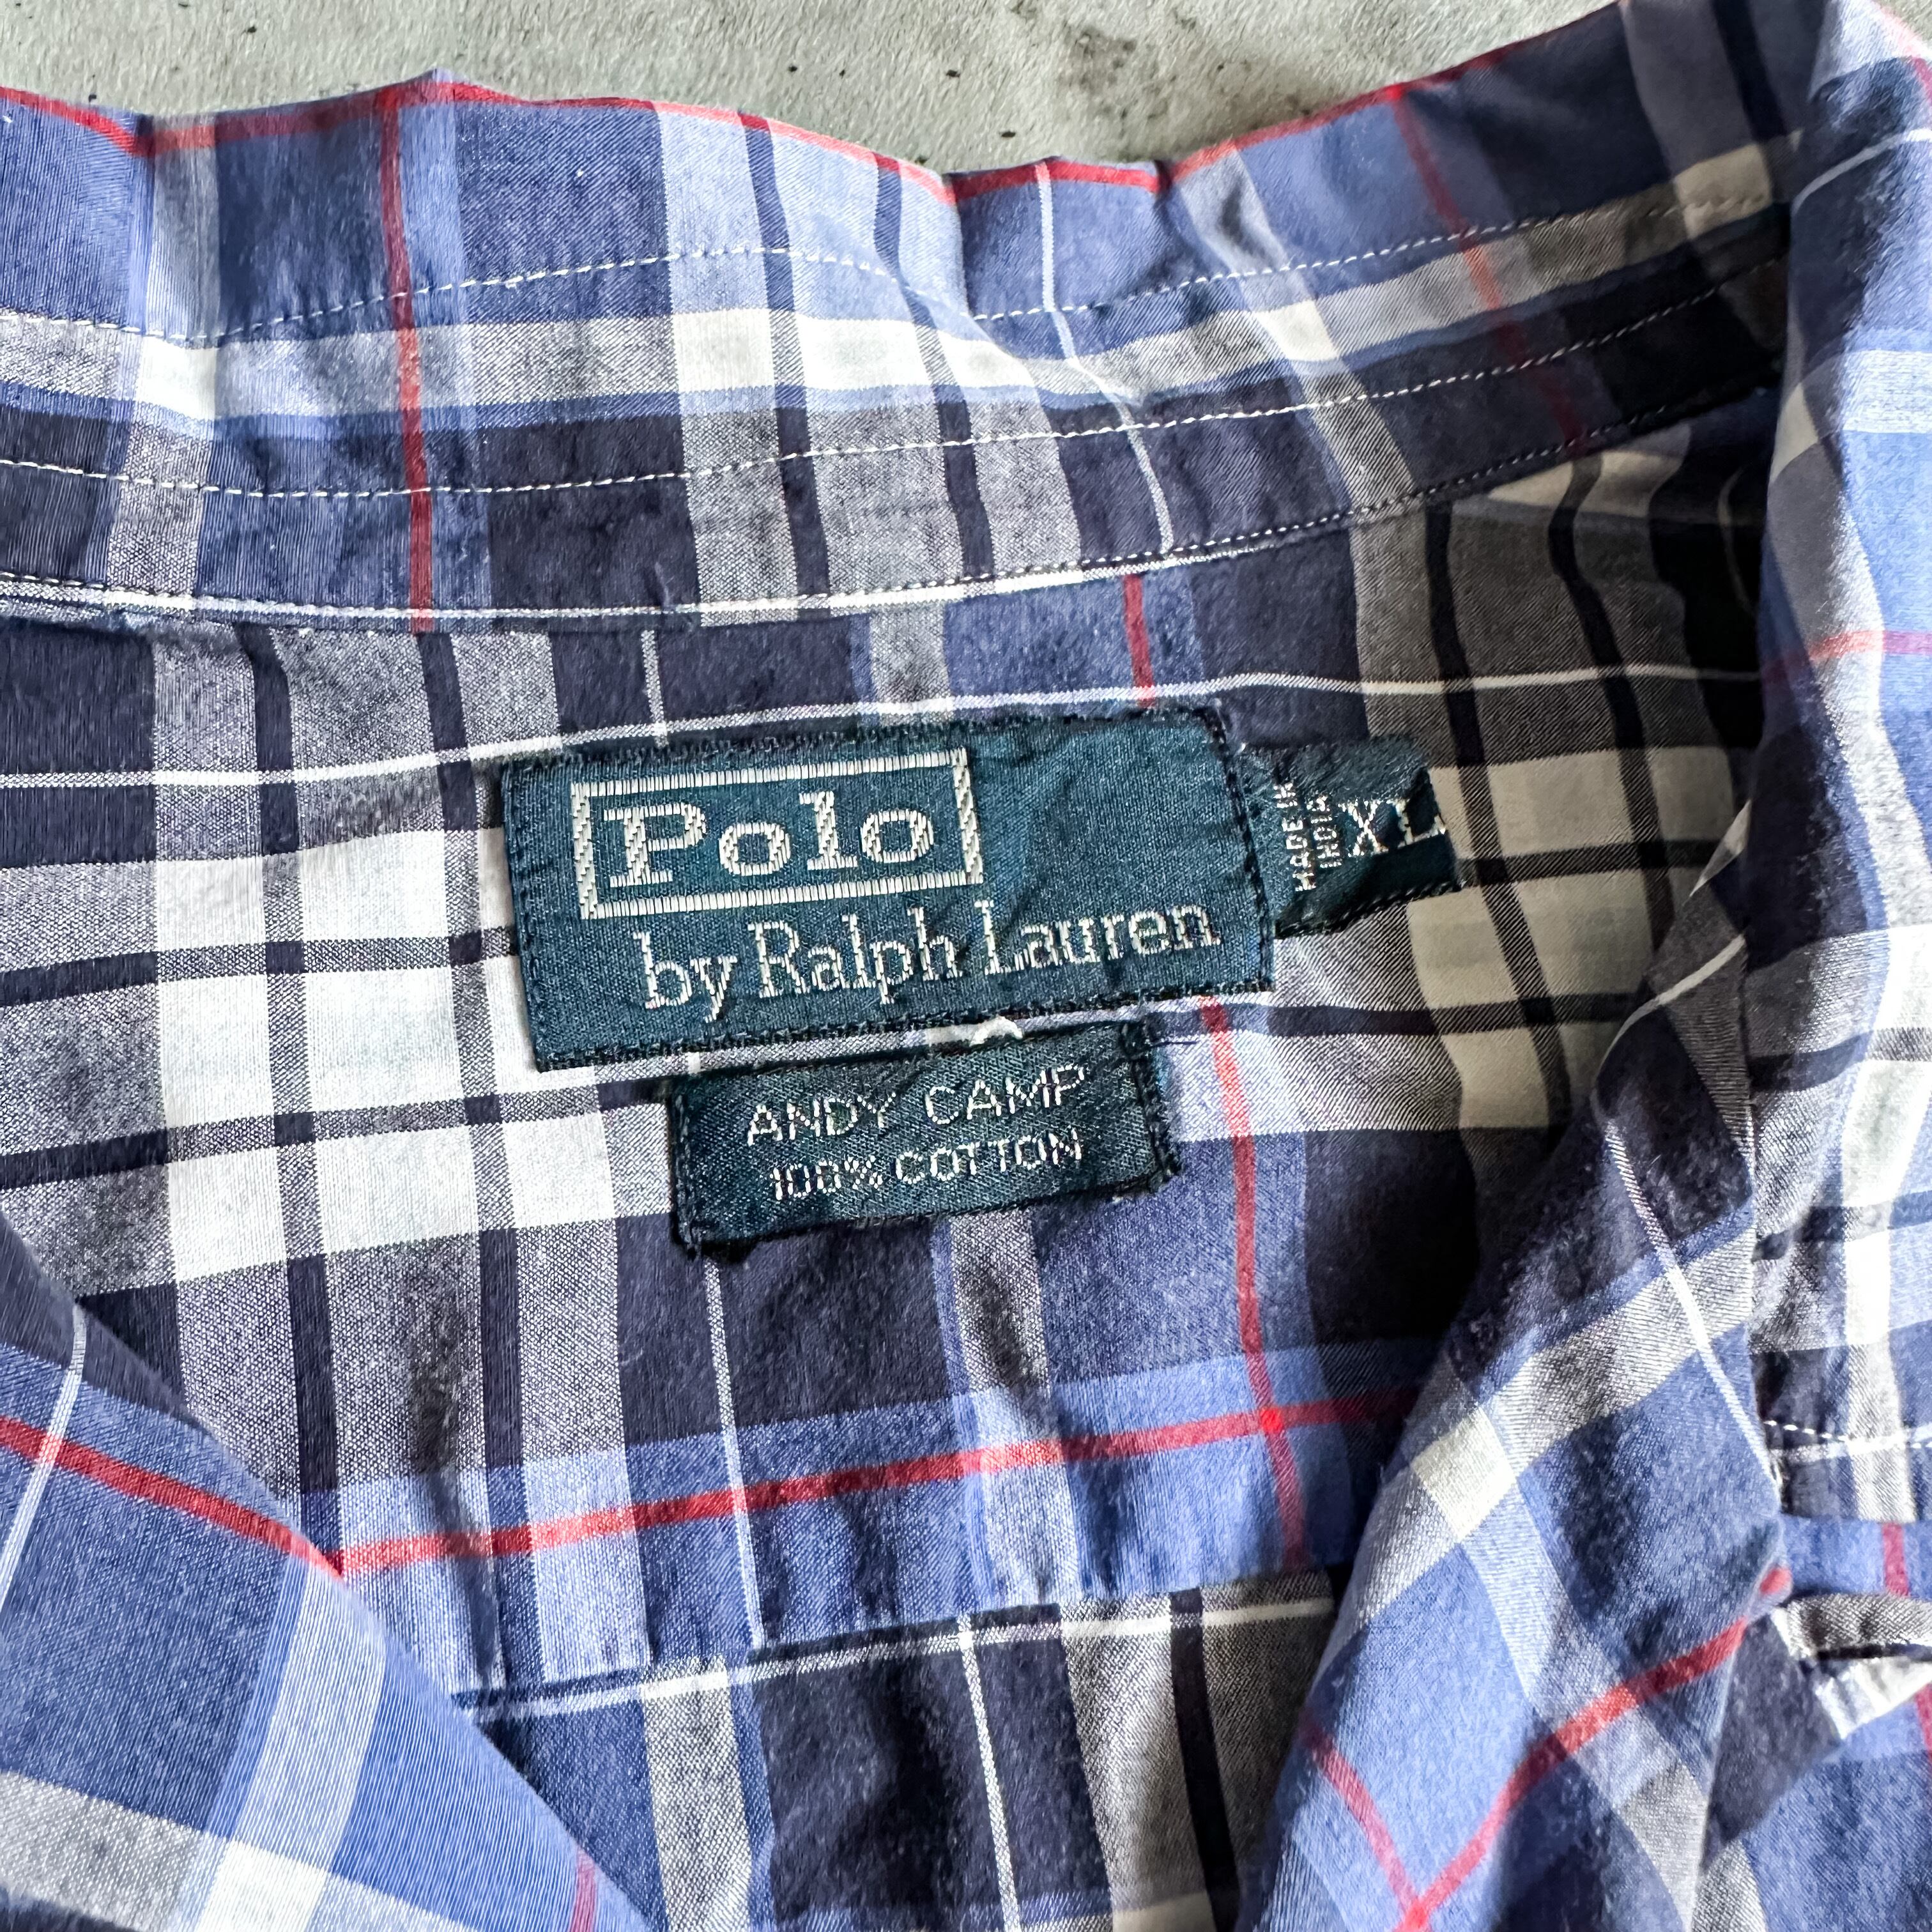 Polo
by Ralph Lauren
MADE IN
INDIA
XL
ANDY CAMP
100% COTTON